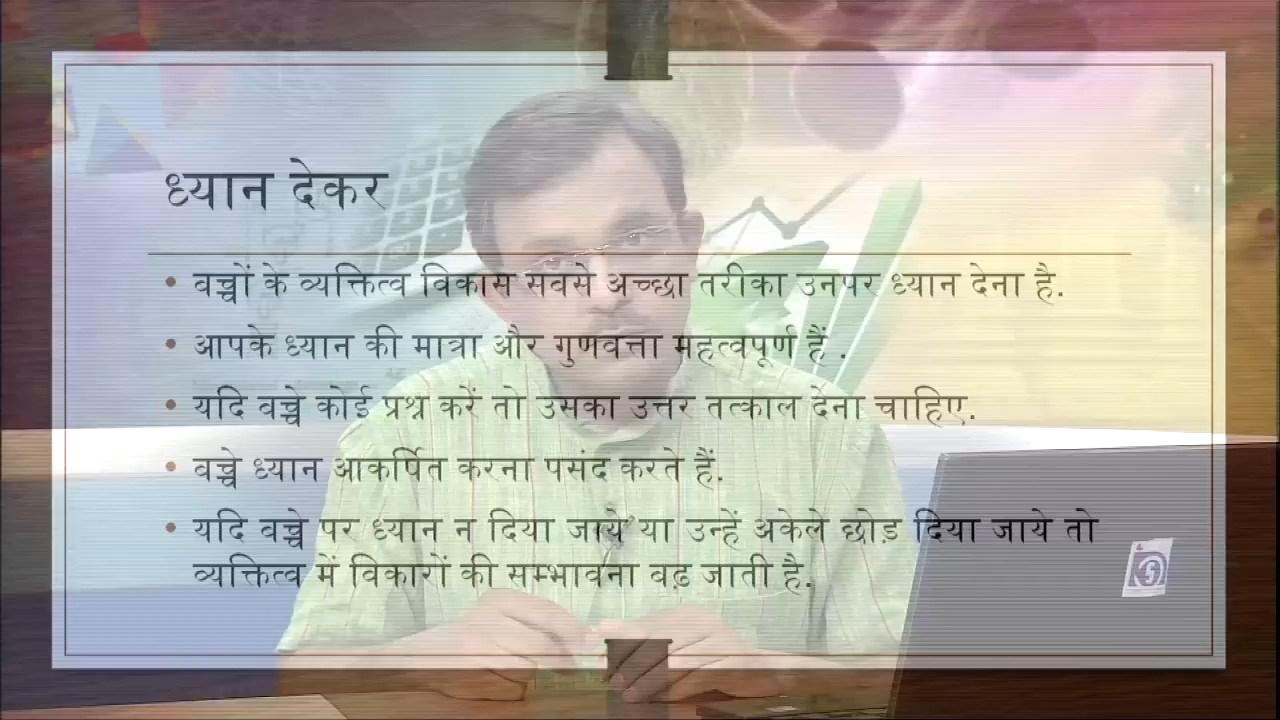 ध्यान देकर
• बच्चों के व्यक्तित्व विकास सबसे अच्छा तरीका उनपर ध्यान देना है.
• आपके ध्यान की मात्रा और गुणवत्ता महत्वपूर्ण हैं .
• यदि बच्चे कोई प्रश्न करें तो उसका उत्तर तत्काल देना चाहिए.
• बच्चे ध्यान आकर्षित करना पसंद करते हैं.
• यदि बच्चे पर ध्यान न दिया जाये या उन्हें अकेले छोड़ दिया जाये तो
व्यक्तित्व में विकारों की सम्भावना बढ़ जाती है.